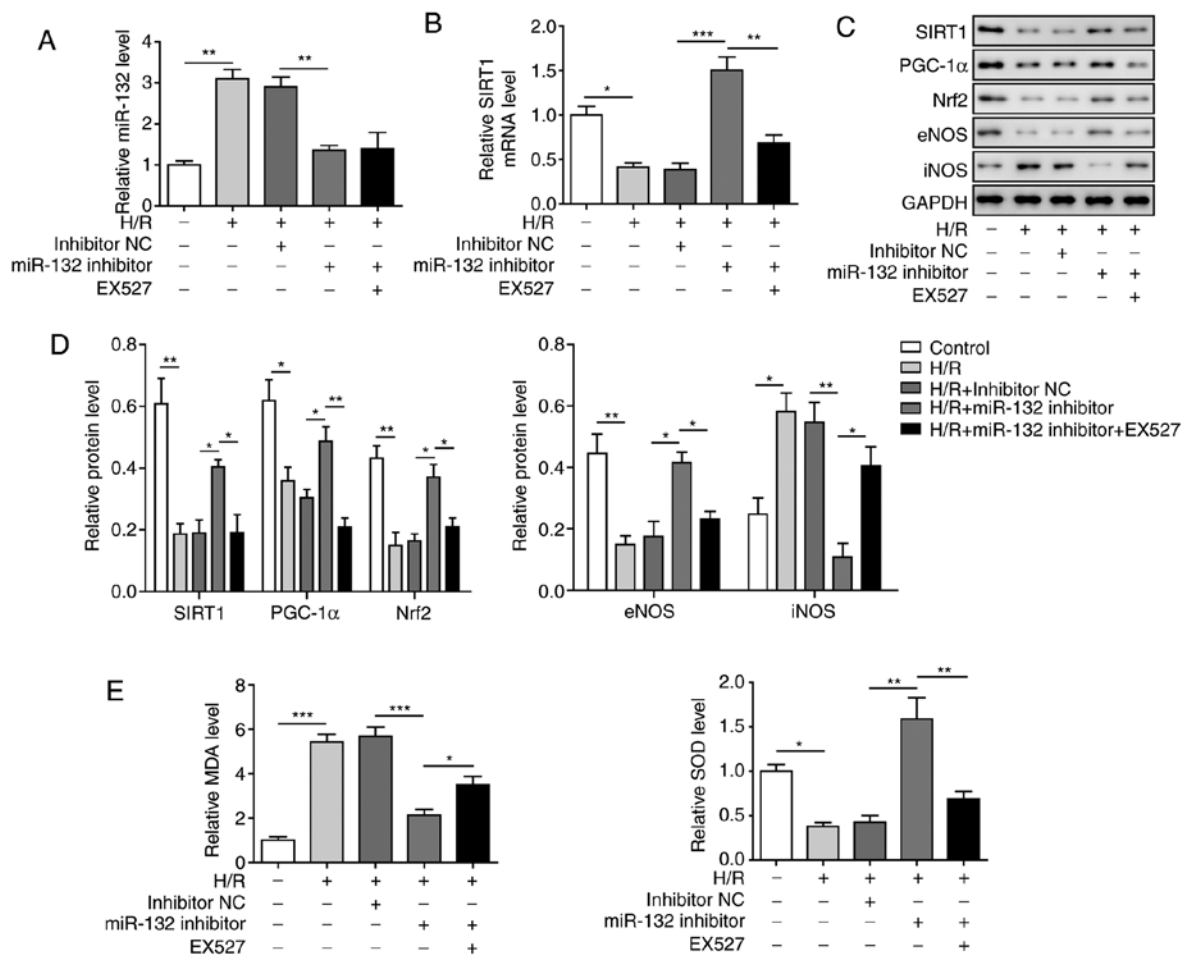 A
Relative miR-132 level
4
3
2
1
0
** **
H/R − + + + +
Inhibitor NC − − + − −
miR-132 inhibitor − − − + +
EX527 − − − − +
B
Relative SIRT1
mRNA level
2.0
1.5
1.0
0.5
0.0
* *** **
H/R − + + + +
Inhibitor NC − − + − −
miR-132 inhibitor − − − + +
EX527 − − − − +
C
SIRT1
PGC-1α
Nrf2
eNOS
iNOS
GAPDH
H/R − + + + +
Inhibitor NC − − + − −
miR-132 inhibitor − − − + +
EX527 − − − − +
D
Relative protein level
0.8
0.6
0.4
0.2
0.0
** * *
* * **
** * *
SIRT1 PGC-1α Nrf2
Relative protein level
0.8
0.6
0.4
0.2
0.0
** * *
* ** *
eNOS iNOS
Control
H/R
H/R+Inhibitor NC
H/R+miR-132 inhibitor
H/R+miR-132 inhibitor+EX527
E
Relative MDA level
8
6
4
2
0
*** *** *
H/R − + + + +
Inhibitor NC − − + − −
miR-132 inhibitor − − − + +
EX527 − − − − +
Relative SOD level
2.0
1.5
1.0
0.5
0.0
* ** **
H/R − + + + +
Inhibitor NC − − + − −
miR-132 inhibitor − − − + +
EX527 − − − − +